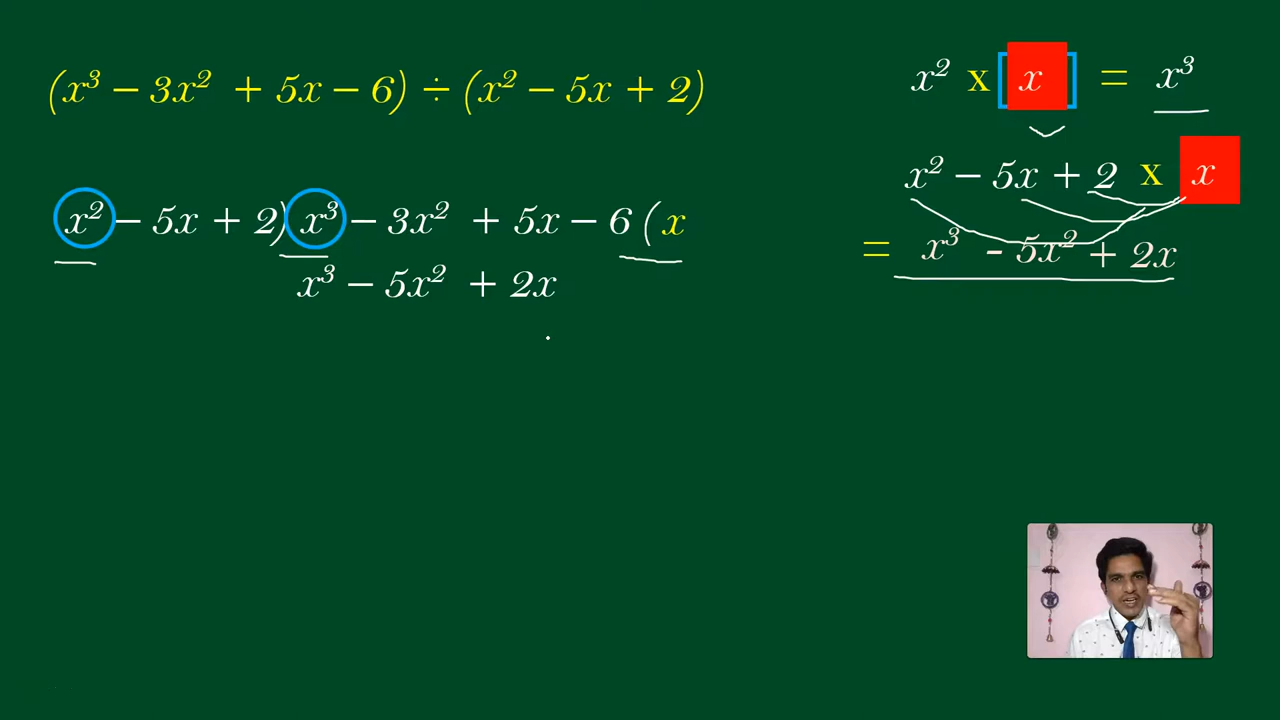 (x³ – 3x² + 5x – 6) ÷ (x² – 5x + 2)
x² – 5x + 2) x³ – 3x² + 5x – 6 (x
x³ – 5x² + 2x
x² x [x] = x³
x² – 5x + 2 x x
= x³ - 5x² + 2x